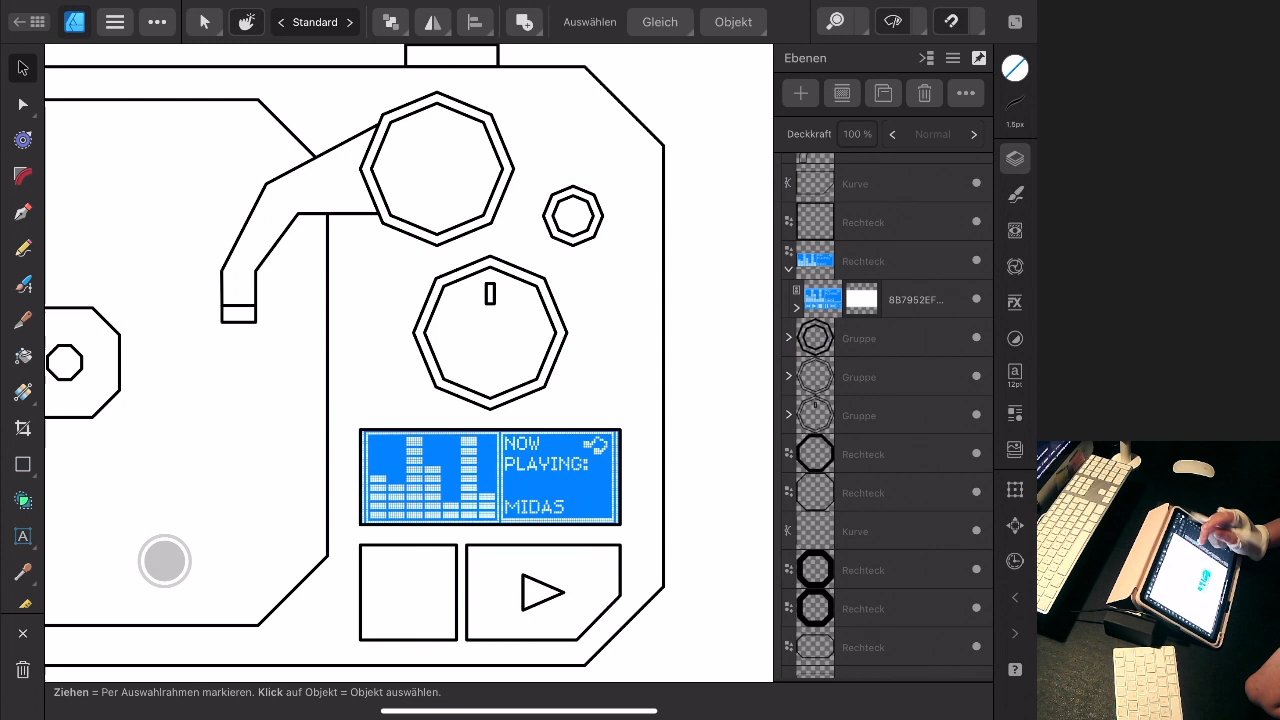 Standard
Auswählen
Gleich
Objekt
Ebenen
Deckkraft 100 % Normal
1.5px
Kurve
Rechteck
Rechteck
8B7952EF...
Gruppe
Gruppe
Gruppe
Rechteck
Rechteck
Kurve
Rechteck
Rechteck
Rechteck
FX
a
12pt
A
?
NOW
PLAYING:
MIDAS
Ziehen = Per Auswahlrahmen markieren. Klick auf Objekt = Objekt auswählen.